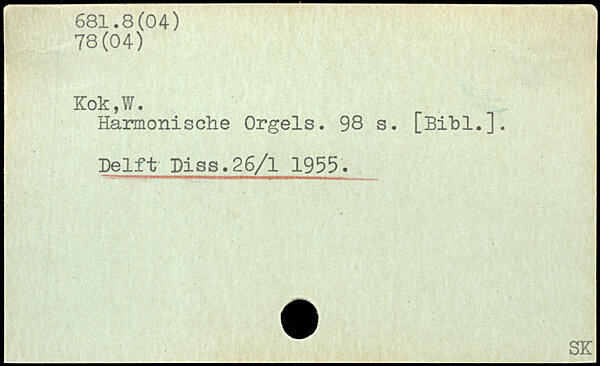 681.8(04)
78(04)
Kok,W.
Harmonische Orgels. 98 s. [Bibl.].
Delft Diss.26/1 1955.
SK